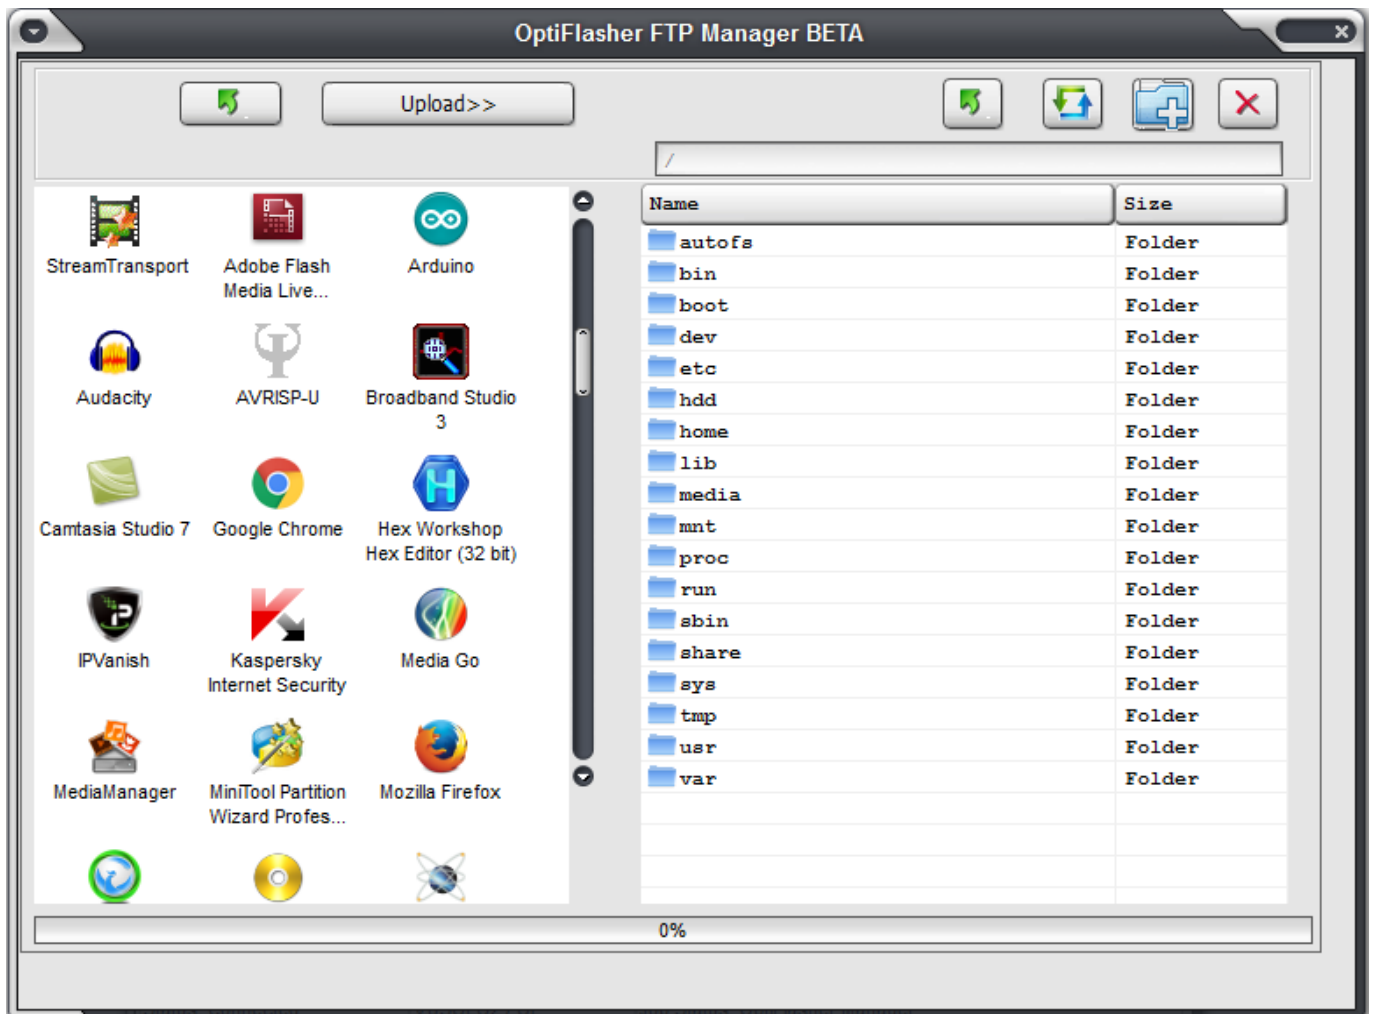 OptiFlasher FTP Manager BETA
Upload>>
/
StreamTransport
Adobe Flash
Media Live...
Arduino
Audacity
AVRISP-U
Broadband Studio
3
Camtasia Studio 7
Google Chrome
Hex Workshop
Hex Editor (32 bit)
IPVanish
Kaspersky
Internet Security
Media Go
MediaManager
MiniTool Partition
Wizard Profes...
Mozilla Firefox
Name Size
autofs Folder
bin Folder
boot Folder
dev Folder
etc Folder
hdd Folder
home Folder
lib Folder
media Folder
mnt Folder
proc Folder
run Folder
sbin Folder
share Folder
sys Folder
tmp Folder
usr Folder
var Folder
0%